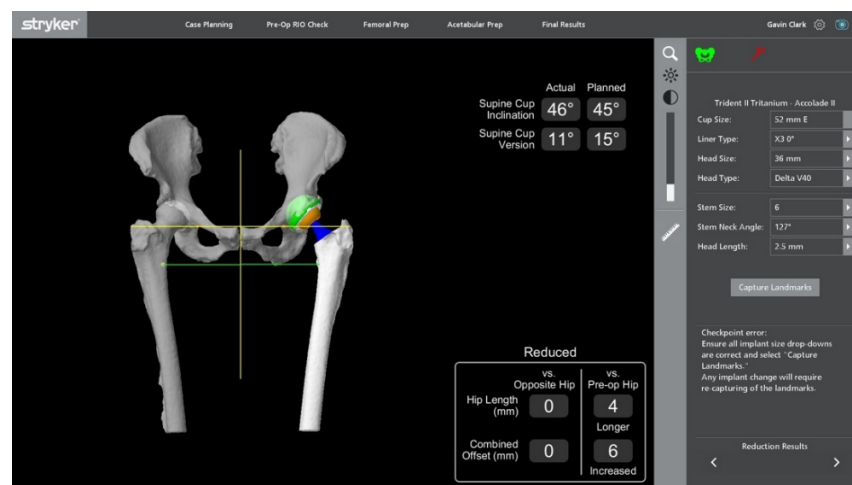 stryker
Case Planning
Pre-Op RIO Check
Femoral Prep
Acetabular Prep
Final Results
Gavin Clark
Actual Planned
Supine Cup
Inclination 46° 45°
Supine Cup
Version 11° 15°
Trident II Tritanium - Accolade II
Cup Size: 52 mm E
Liner Type: X3 0°
Head Size: 36 mm
Head Type: Delta V40
Stem Size: 6
Stem Neck Angle: 127°
Head Length: 2.5 mm
Capture Landmarks
Checkpoint error:
Ensure all implant size drop-downs
are correct and select "Capture
Landmarks."
Any implant change will require
re-capturing of the landmarks.
Reduced
vs. vs.
Opposite Hip Pre-op Hip
Hip Length
(mm) 0 4
Longer
Combined
Offset (mm) 0 6
Increased
Reduction Results